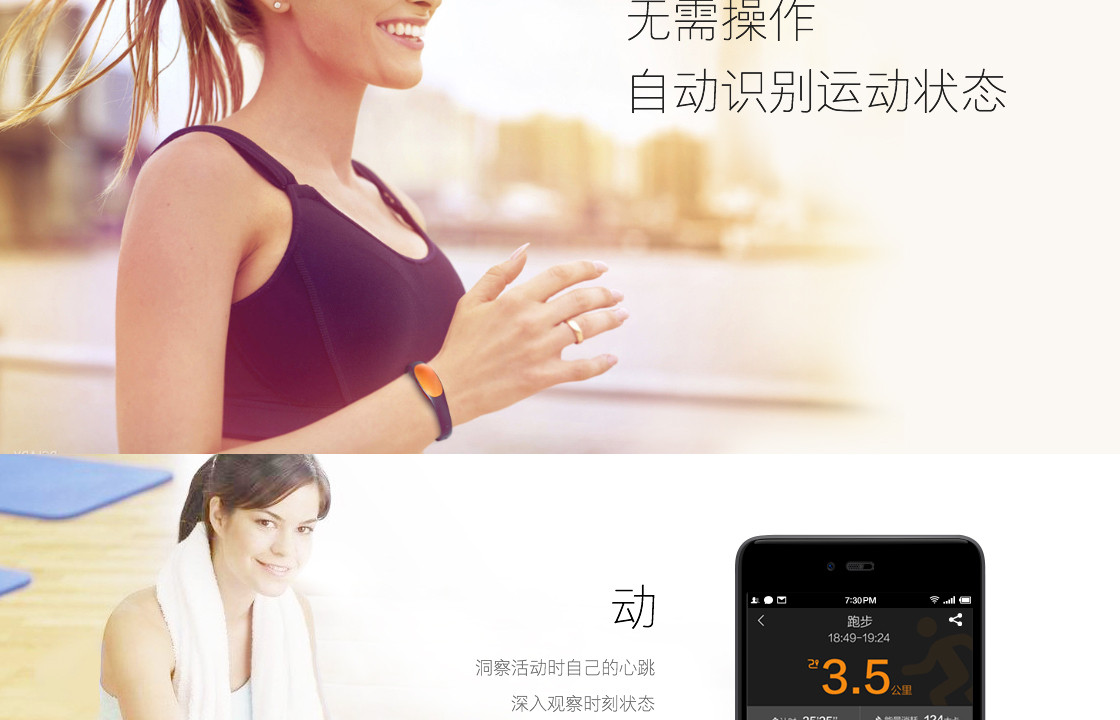 无需操作
自动识别运动状态
动
洞察活动时自己的心跳
深入观察时刻状态
7:30PM
跑步
18:49-19:24
3.5公里